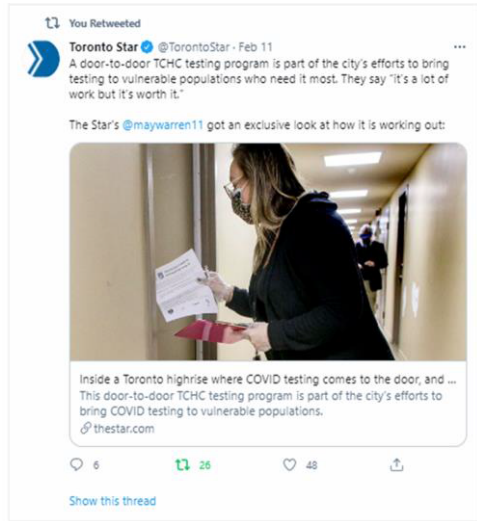 You Retweeted
Toronto Star @TorontoStar · Feb 11
A door-to-door TCHC testing program is part of the city's efforts to bring
testing to vulnerable populations who need it most. They say "it's a lot of
work but it's worth it."
The Star's @maywarren11 got an exclusive look at how it is working out:
Inside a Toronto highrise where COVID testing comes to the door, and ...
This door-to-door TCHC testing program is part of the city's efforts to
bring COVID testing to vulnerable populations.
thestar.com
6 26 48
Show this thread